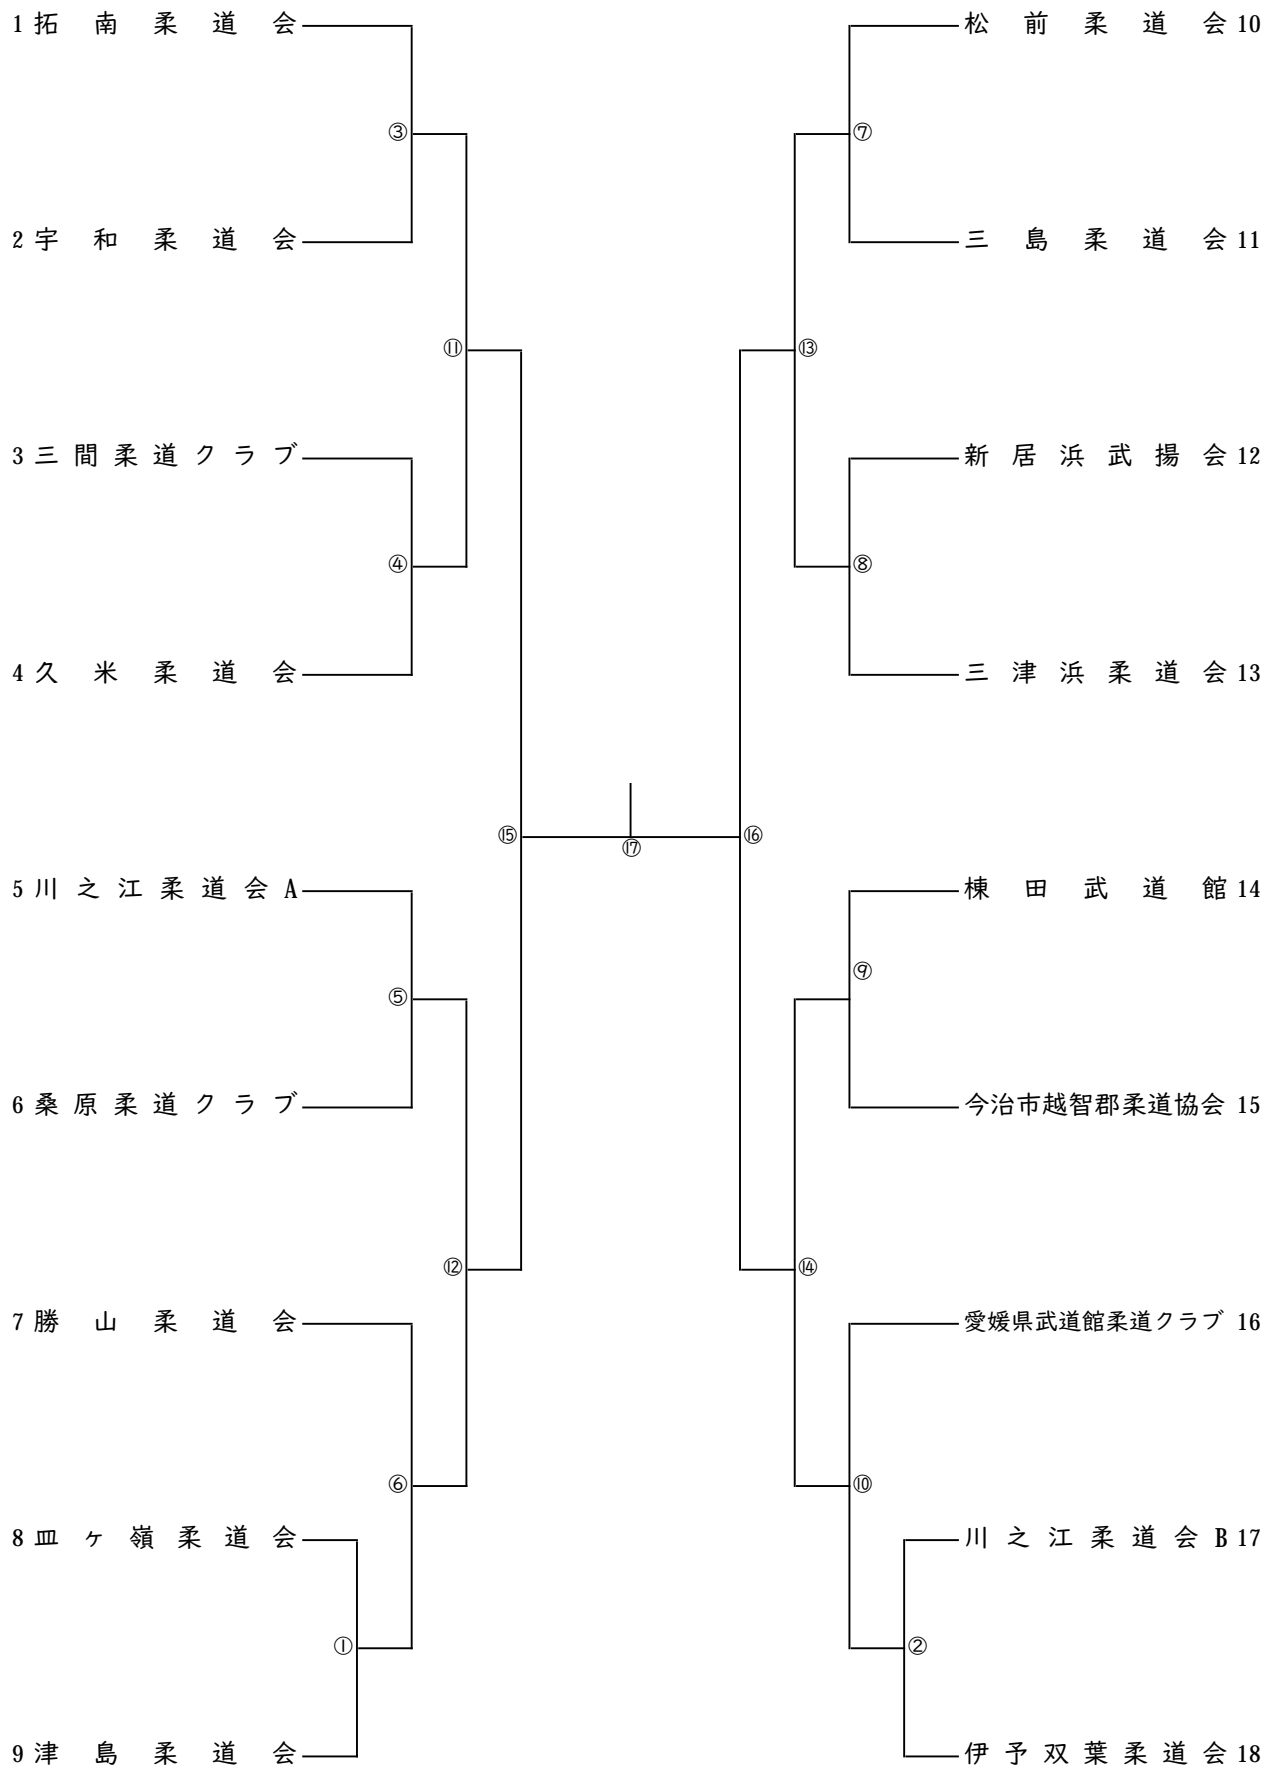 1 拓南柔道会
③
2 宇和柔道会
⑪
3 三間柔道クラブ
④
4 久米柔道会
⑮
5 川之江柔道会 A
⑤
6 桑原柔道クラブ
⑫
7 勝山柔道会
⑥
8 皿ヶ嶺柔道会
①
9 津島柔道会
⑰
松前柔道会 10
⑦
三島柔道会 11
⑬
新居浜武揚会 12
⑧
三津浜柔道会 13
⑯
棟田武道館 14
⑨
今治市越智郡柔道協会 15
⑭
愛媛県武道館柔道クラブ 16
⑩
川之江柔道会 B 17
②
伊予双葉柔道会 18